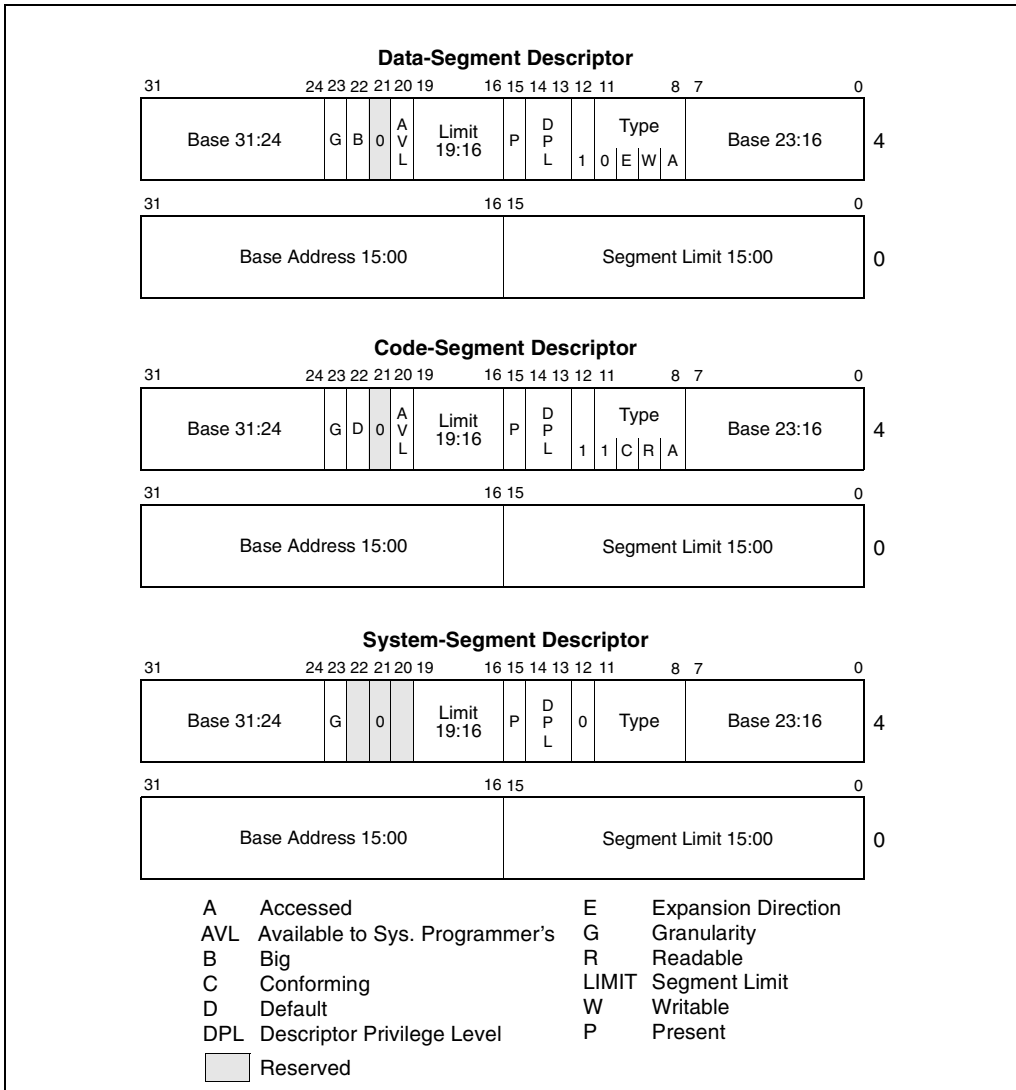 Data-Segment Descriptor
31 24 23 22 21 20 19 16 15 14 13 12 11 8 7 0
Base 31:24 G B 0 AVL Limit 19:16 P DPL 1 Type 0 E W A Base 23:16 4
31 16 15 0
Base Address 15:00 Segment Limit 15:00 0
Code-Segment Descriptor
31 24 23 22 21 20 19 16 15 14 13 12 11 8 7 0
Base 31:24 G D 0 AVL Limit 19:16 P DPL 1 Type 1 C R A Base 23:16 4
31 16 15 0
Base Address 15:00 Segment Limit 15:00 0
System-Segment Descriptor
31 24 23 22 21 20 19 16 15 14 13 12 11 8 7 0
Base 31:24 G 0 Limit 19:16 P DPL 0 Type Base 23:16 4
31 16 15 0
Base Address 15:00 Segment Limit 15:00 0
A Accessed
AVL Available to Sys. Programmer's
B Big
C Conforming
D Default
DPL Descriptor Privilege Level
Reserved
E Expansion Direction
G Granularity
R Readable
LIMIT Segment Limit
W Writable
P Present